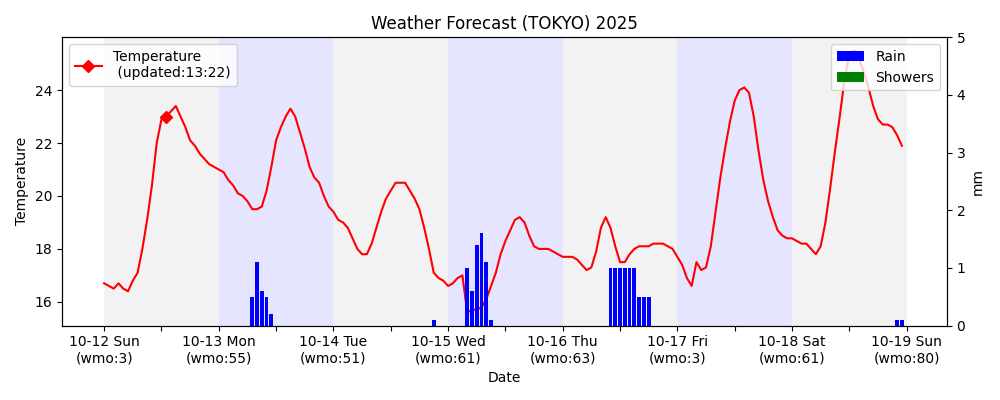 Weather Forecast (TOKYO) 2025
Temperature
(updated:13:22)
Rain
Showers
Temperature
24
22
20
18
16
5
4
3
2
1
0
mm
10-12 Sun
(wmo:3)
10-13 Mon
(wmo:55)
10-14 Tue
(wmo:51)
10-15 Wed
(wmo:61)
10-16 Thu
(wmo:63)
10-17 Fri
(wmo:3)
10-18 Sat
(wmo:61)
10-19 Sun
(wmo:80)
Date